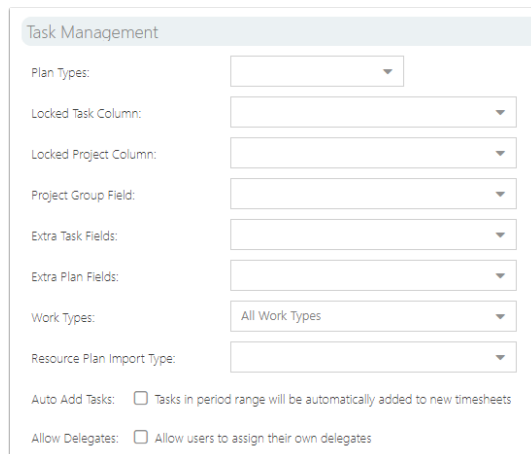 Task Management
Plan Types:
Locked Task Column:
Locked Project Column:
Project Group Field:
Extra Task Fields:
Extra Plan Fields:
Work Types: All Work Types
Resource Plan Import Type:
Auto Add Tasks: Tasks in period range will be automatically added to new timesheets
Allow Delegates: Allow users to assign their own delegates